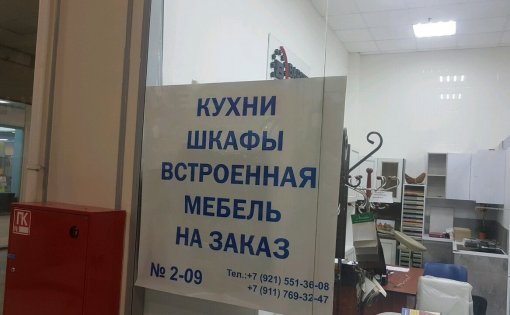 КУХНИ
ШКАФЫ
ВСТРОЕННАЯ
МЕБЕЛЬ
НА ЗАКАЗ
№ 2-09
Тел.:+7 (921) 551-36-08
+7 (911) 769-32-47
ПК